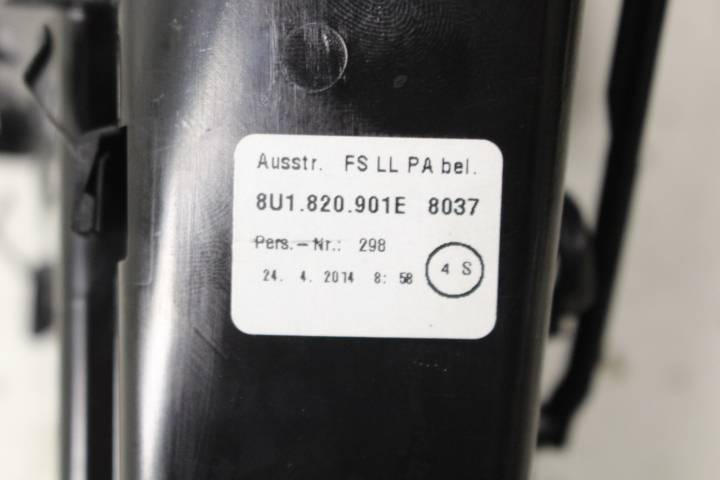 Ausstr. FS LL PA bel.
8U1.820.901E 8037
Pers.-Nr.: 298
24. 4. 2014 8: 58
4 S